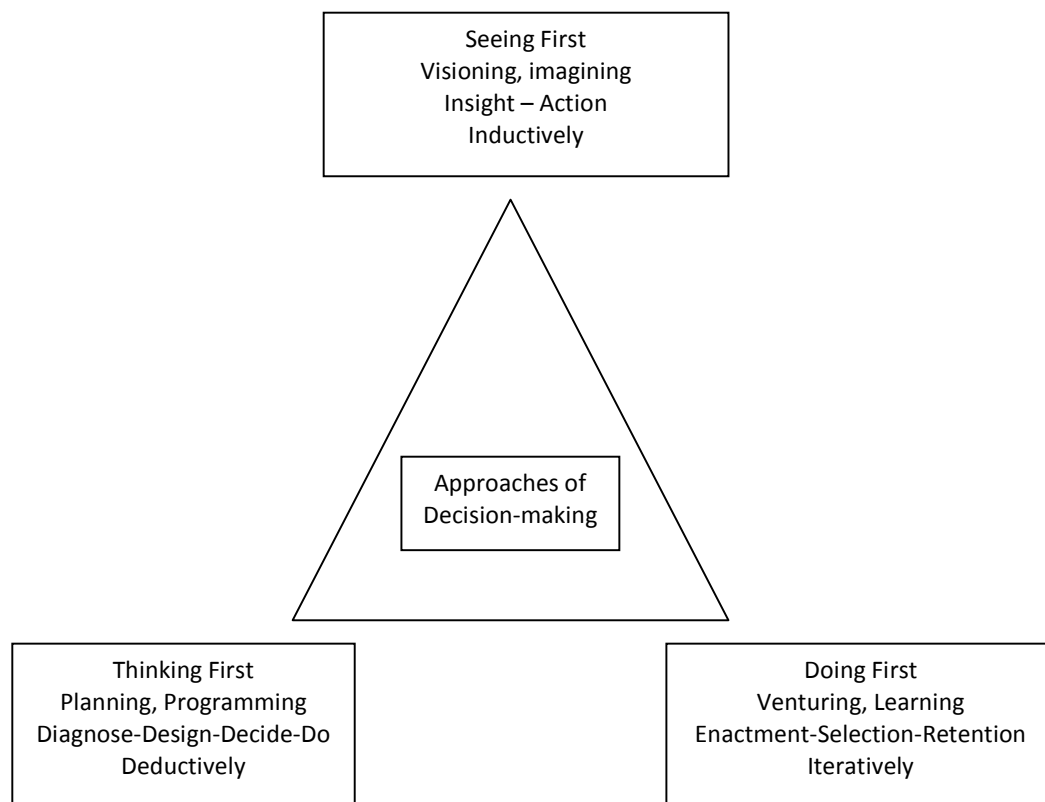 Seeing First
Visioning, imagining
Insight – Action
Inductively
Approaches of
Decision-making
Thinking First
Planning, Programming
Diagnose-Design-Decide-Do
Deductively
Doing First
Venturing, Learning
Enactment-Selection-Retention
Iteratively